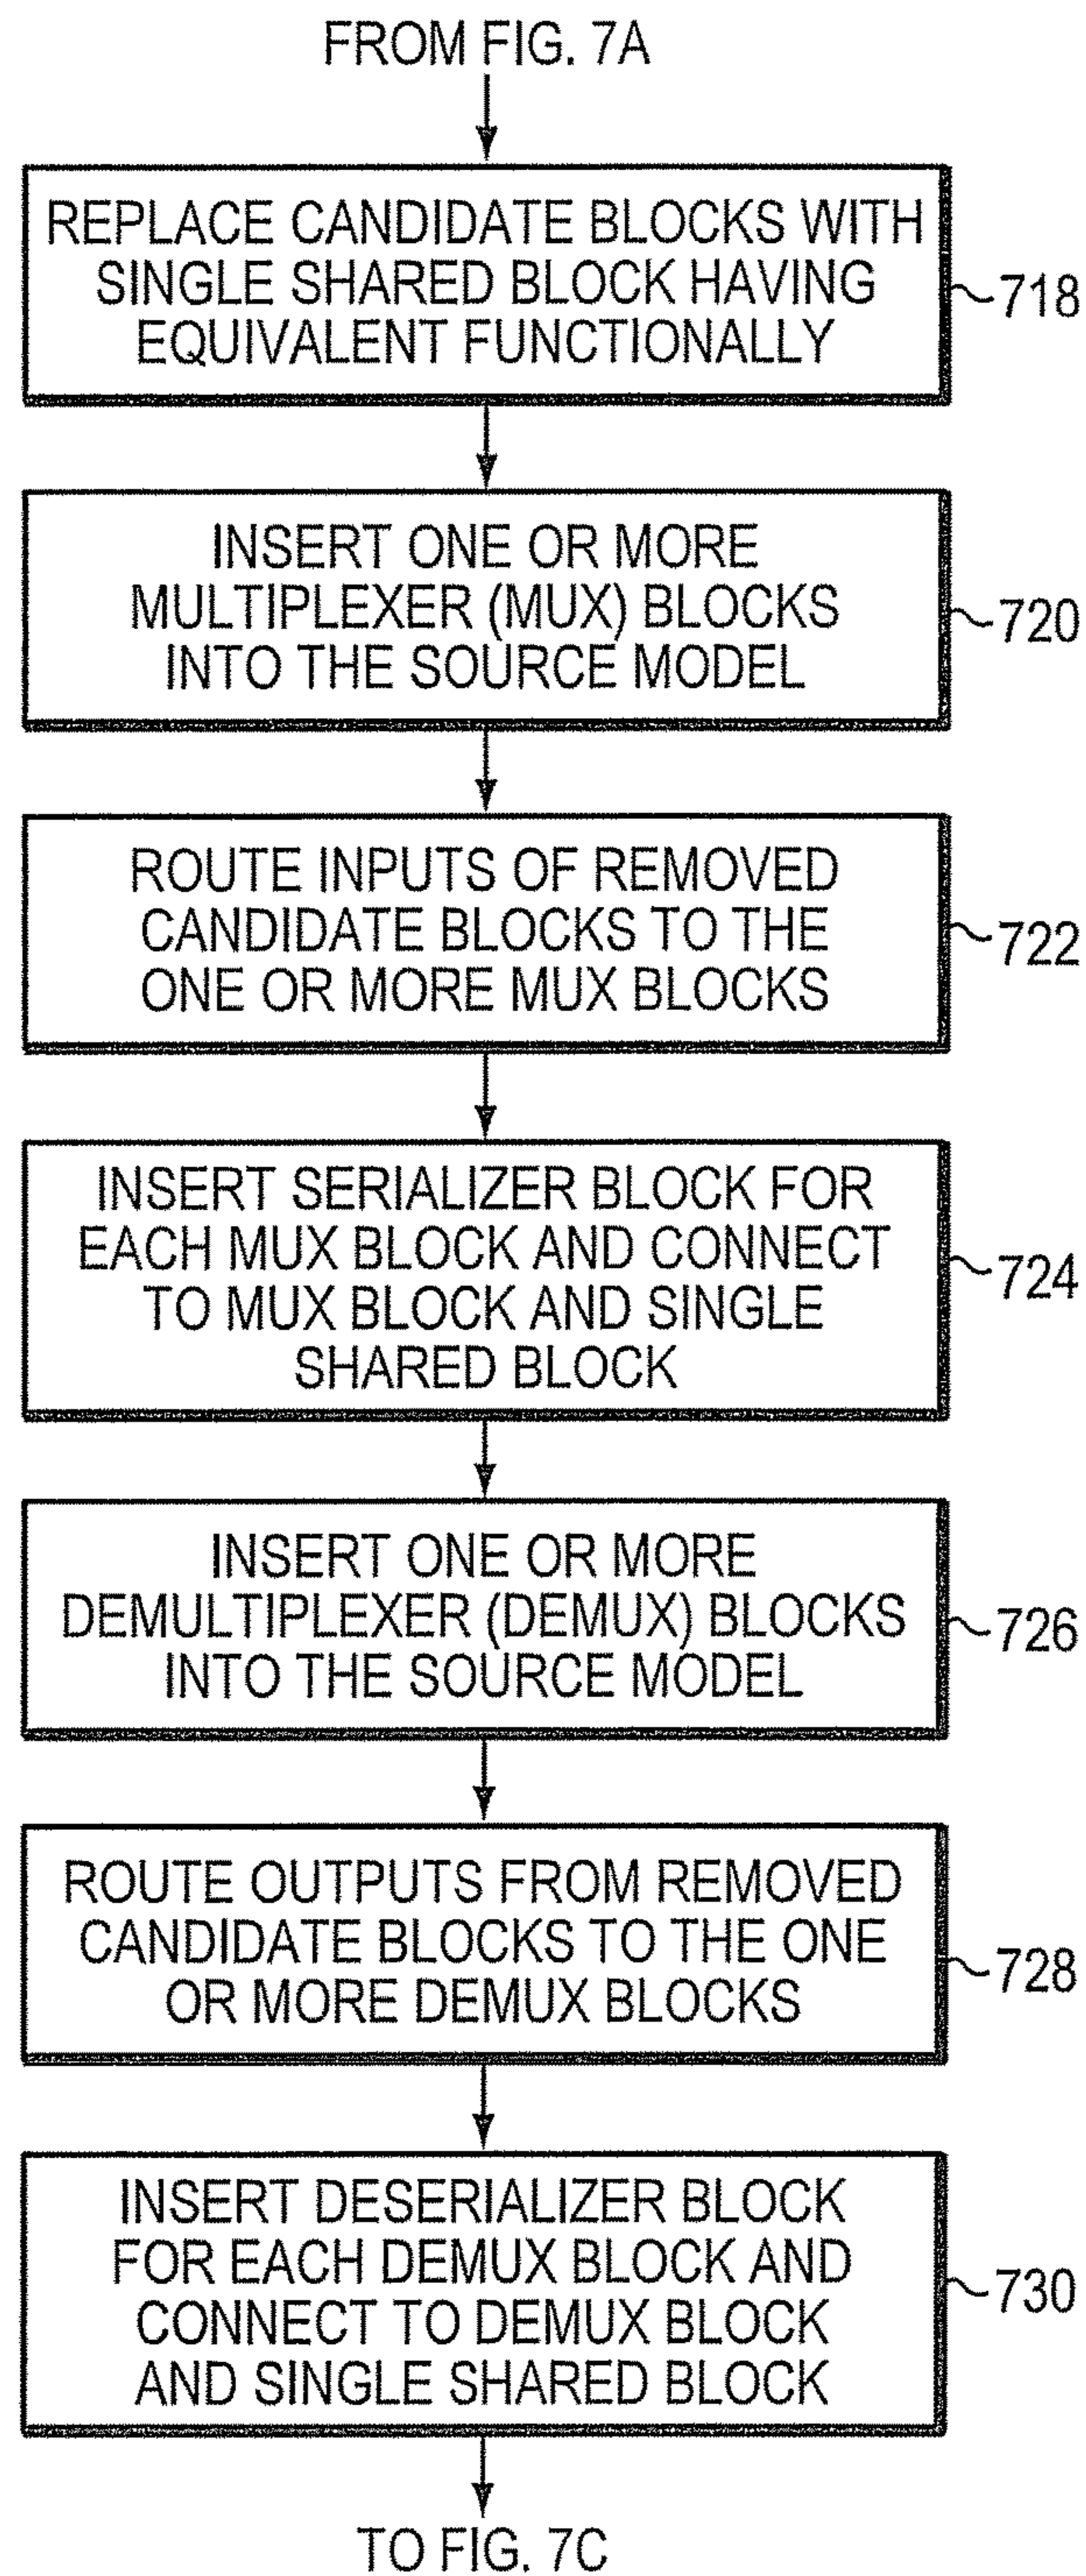 FROM FIG. 7A
REPLACE CANDIDATE BLOCKS WITH
SINGLE SHARED BLOCK HAVING
EQUIVALENT FUNCTIONALLY
718
INSERT ONE OR MORE
MULTIPLEXER (MUX) BLOCKS
INTO THE SOURCE MODEL
720
ROUTE INPUTS OF REMOVED
CANDIDATE BLOCKS TO THE
ONE OR MORE MUX BLOCKS
722
INSERT SERIALIZER BLOCK FOR
EACH MUX BLOCK AND CONNECT
TO MUX BLOCK AND SINGLE
SHARED BLOCK
724
INSERT ONE OR MORE
DEMULTIPLEXER (DEMUX) BLOCKS
INTO THE SOURCE MODEL
726
ROUTE OUTPUTS FROM REMOVED
CANDIDATE BLOCKS TO THE ONE
OR MORE DEMUX BLOCKS
728
INSERT DESERIALIZER BLOCK
FOR EACH DEMUX BLOCK AND
CONNECT TO DEMUX BLOCK
AND SINGLE SHARED BLOCK
730
TO FIG. 7C